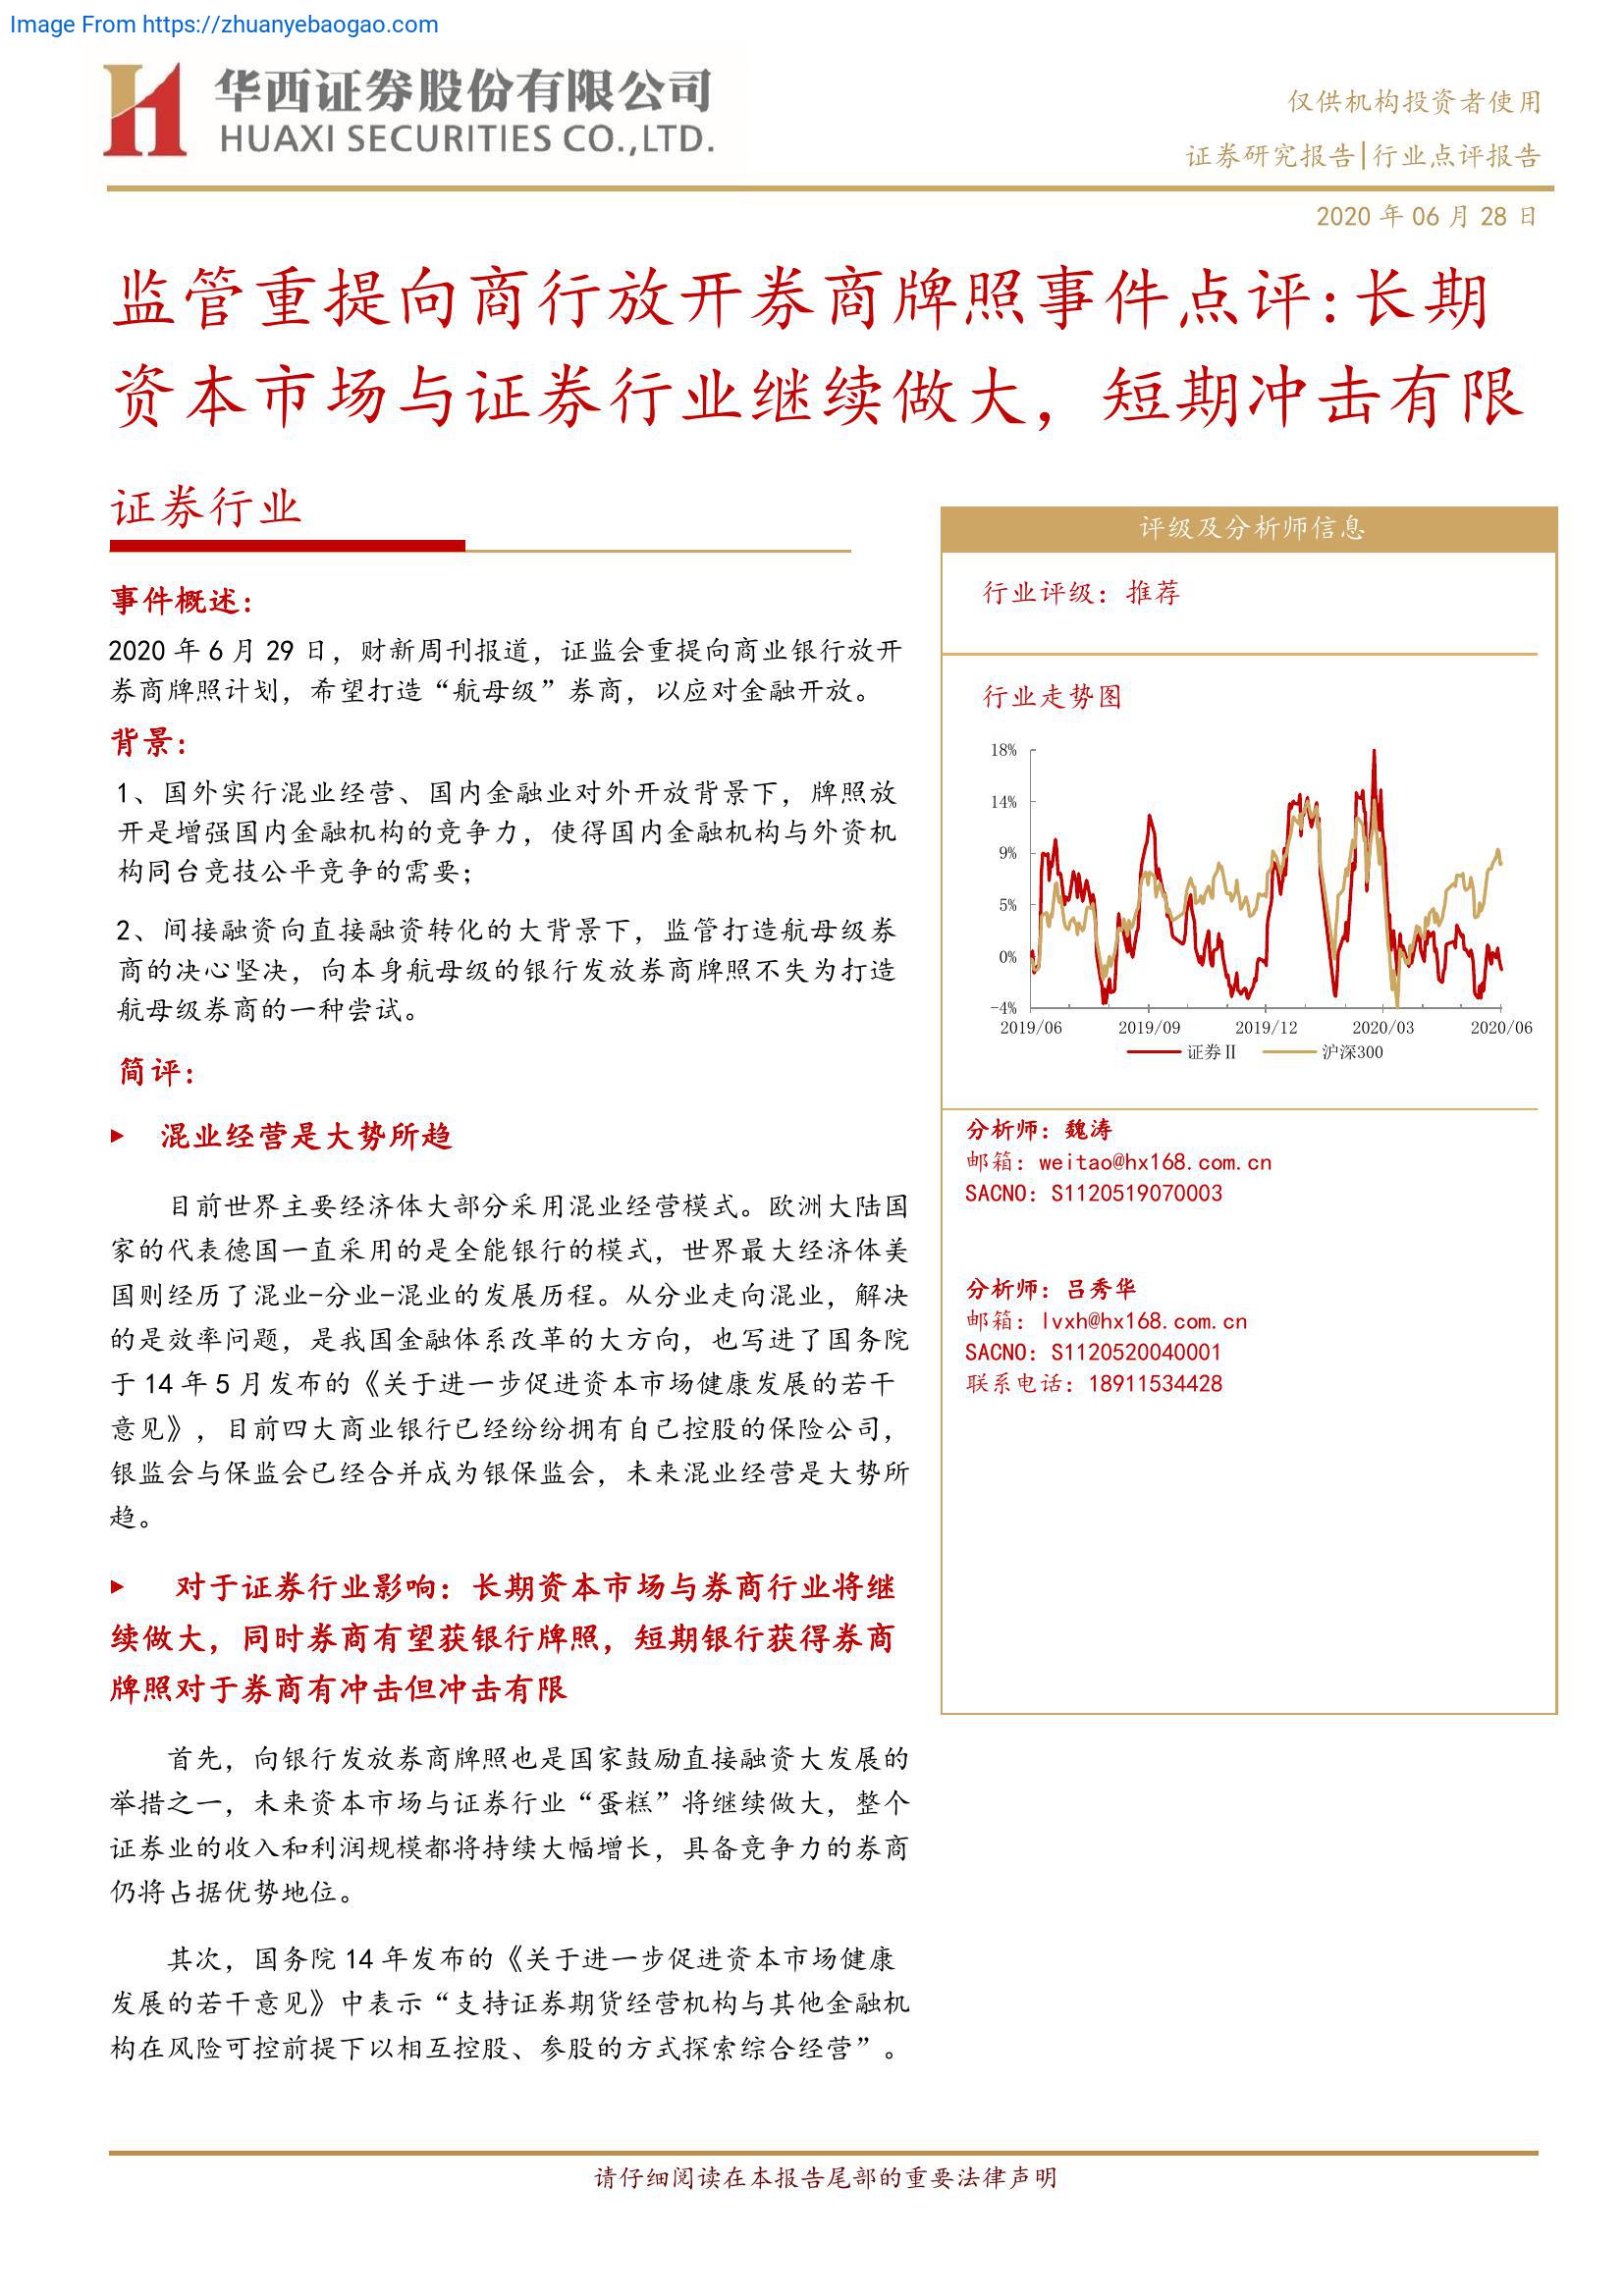 Image From https://zhuanyebaogao.com
华西证券股份有限公司
HUAXI SECURITIES CO.,LTD.
仅供机构投资者使用
证券研究报告|行业点评报告
2020 年 06 月 28 日
监管重提向商行放开券商牌照事件点评:长期
资本市场与证券行业继续做大，短期冲击有限
证券行业
事件概述：
2020 年 6 月 29 日，财新周刊报道，证监会重提向商业银行放开
券商牌照计划，希望打造“航母级”券商，以应对金融开放。
背景：
1、国外实行混业经营、国内金融业对外开放背景下，牌照放
开是增强国内金融机构的竞争力，使得国内金融机构与外资机
构同台竞技公平竞争的需要；
2、间接融资向直接融资转化的大背景下，监管打造航母级券
商的决心坚决，向本身航母级的银行发放券商牌照不失为打造
航母级券商的一种尝试。
简评：
▶ 混业经营是大势所趋
目前世界主要经济体大部分采用混业经营模式。欧洲大陆国
家的代表德国一直采用的是全能银行的模式，世界最大经济体美
国则经历了混业-分业-混业的发展历程。从分业走向混业，解决
的是效率问题，是我国金融体系改革的大方向，也写进了国务院
于 14 年 5 月发布的《关于进一步促进资本市场健康发展的若干
意见》，目前四大商业银行已经纷纷拥有自己控股的保险公司，
银监会与保监会已经合并成为银保监会，未来混业经营是大势所
趋。
▶ 对于证券行业影响：长期资本市场与券商行业将继
续做大，同时券商有望获银行牌照，短期银行获得券商
牌照对于券商有冲击但冲击有限
首先，向银行发放券商牌照也是国家鼓励直接融资大发展的
举措之一，未来资本市场与证券行业“蛋糕”将继续做大，整个
证券业的收入和利润规模都将持续大幅增长，具备竞争力的券商
仍将占据优势地位。
其次，国务院 14 年发布的《关于进一步促进资本市场健康
发展的若干意见》中表示“支持证券期货经营机构与其他金融机
构在风险可控前提下以相互控股、参股的方式探索综合经营”。
评级及分析师信息
行业评级：推荐
行业走势图
18%
14%
9%
5%
0%
-4%
2019/06 2019/09 2019/12 2020/03 2020/06
证券Ⅱ 沪深300
分析师：魏涛
邮箱：weitao@hx168.com.cn
SACNO：S1120519070003
分析师：吕秀华
邮箱：lvxh@hx168.com.cn
SACNO：S1120520040001
联系电话：18911534428
请仔细阅读在本报告尾部的重要法律声明